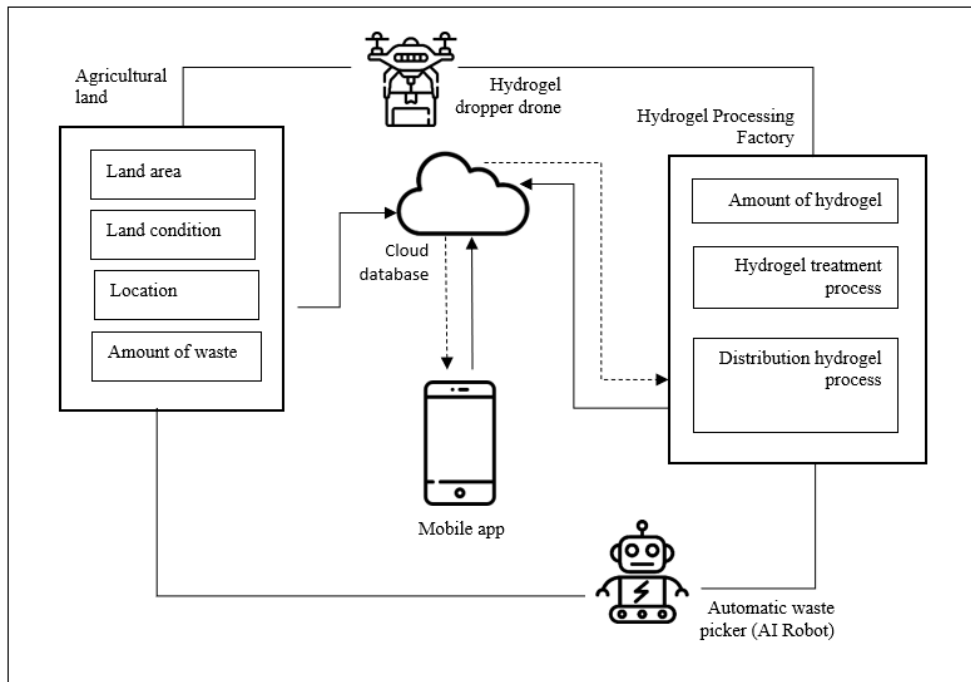 Agricultural
land
Hydrogel
dropper drone
Hydrogel Processing
Factory
Land area
Land condition
Location
Amount of waste
Cloud
database
Amount of hydrogel
Hydrogel treatment
process
Distribution hydrogel
process
Mobile app
Automatic waste
picker (AI Robot)